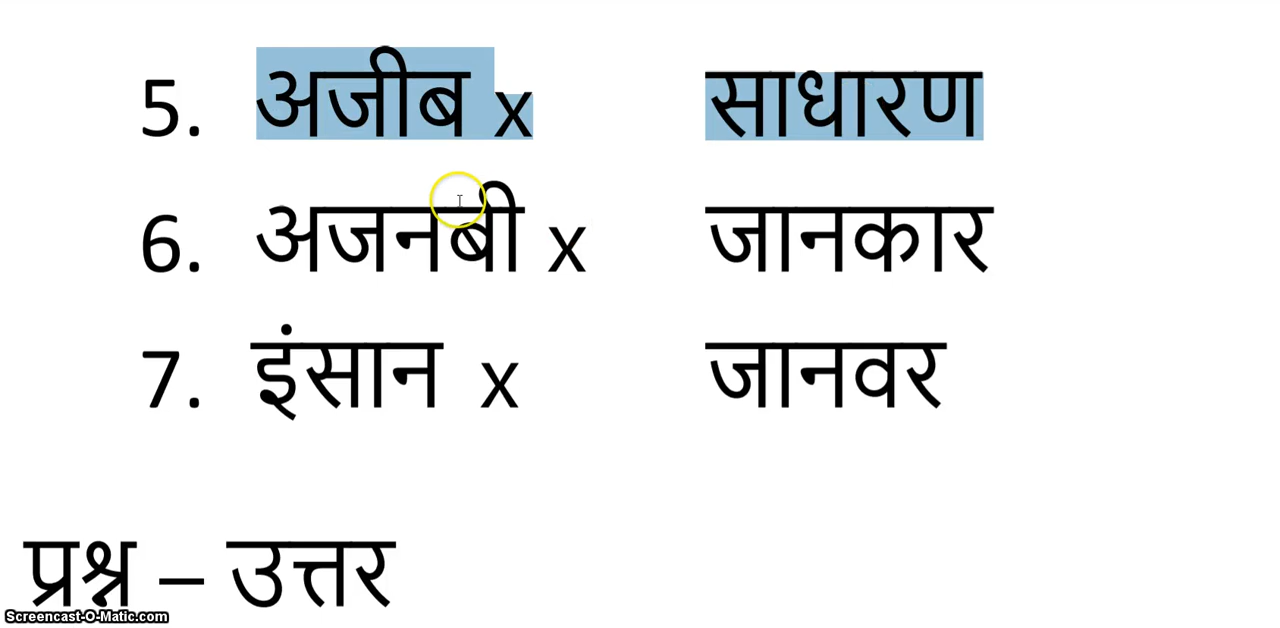 5. अजीब x साधारण
6. अजनबी x जानकार
7. इंसान x जानवर
प्रश्न – उत्तर
Screencast-O-Matic.com